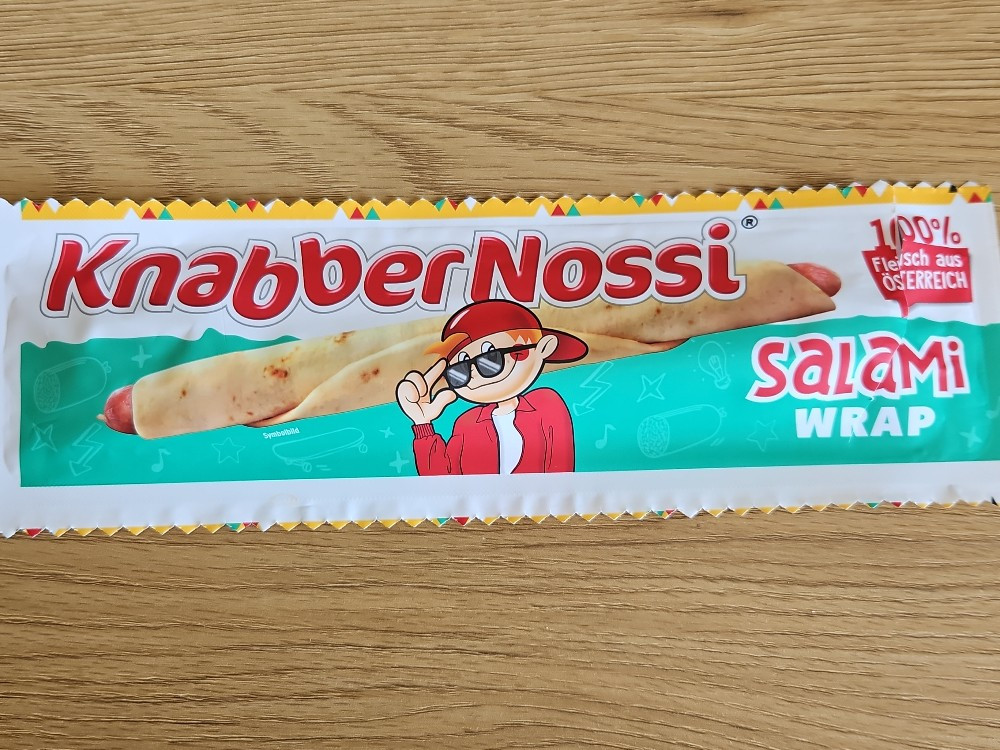 KnabberNossi®
100%
Fleisch aus
ÖSTERREICH
SALAMi
WRAP
Symbolbild